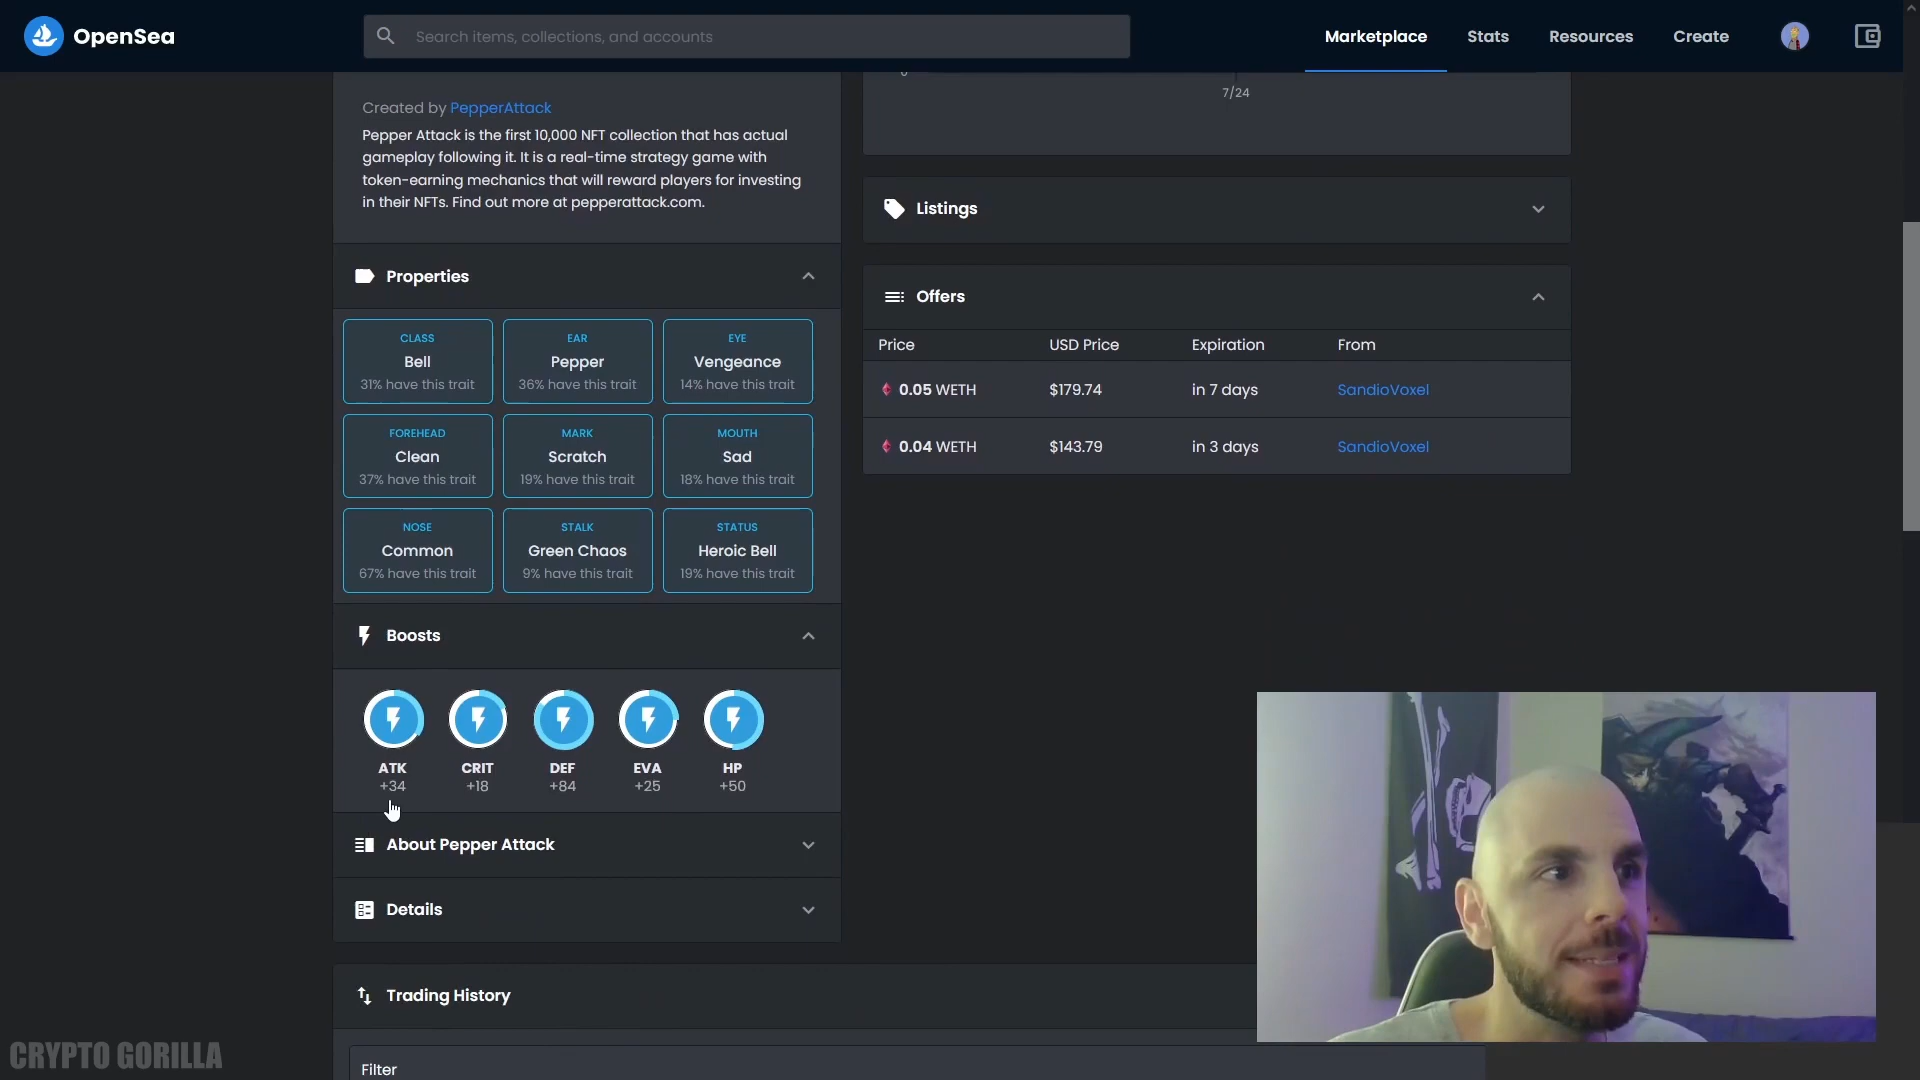 OpenSea
Search items, collections, and accounts
Marketplace
Stats
Resources
Create
Created by PepperAttack
Pepper Attack is the first 10,000 NFT collection that has actual
gameplay following it. It is a real-time strategy game with
token-earning mechanics that will reward players for investing
in their NFTs. Find out more at pepperattack.com.
Properties
CLASS
Bell
31% have this trait
EAR
Pepper
36% have this trait
EYE
Vengeance
14% have this trait
FOREHEAD
Clean
37% have this trait
MARK
Scratch
19% have this trait
MOUTH
Sad
18% have this trait
NOSE
Common
67% have this trait
STALK
Green Chaos
9% have this trait
STATUS
Heroic Bell
19% have this trait
Boosts
ATK
+34
CRIT
+18
DEF
+84
EVA
+25
HP
+50
About Pepper Attack
Details
0
7/24
Listings
Offers
Price USD Price Expiration From
0.05 WETH $179.74 in 7 days SandioVoxel
0.04 WETH $143.79 in 3 days SandioVoxel
Trading History
Filter
CRYPTO GORILLA